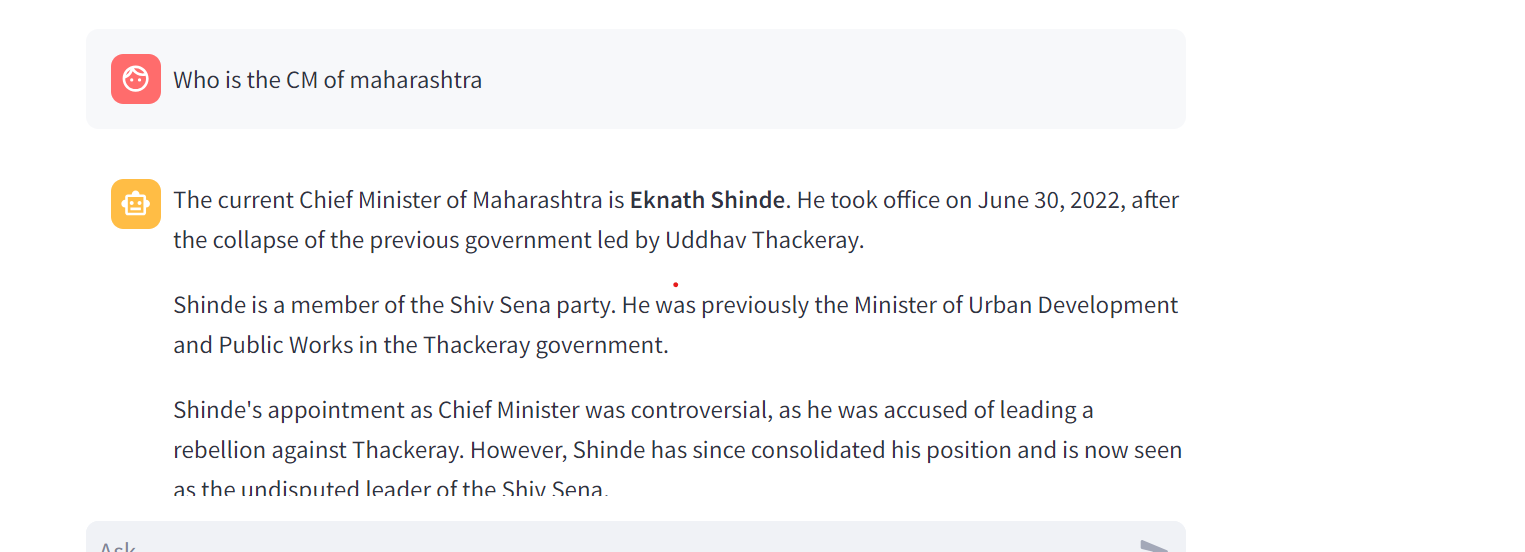 Who is the CM of maharashtra
The current Chief Minister of Maharashtra is Eknath Shinde. He took office on June 30, 2022, after
the collapse of the previous government led by Uddhav Thackeray.
Shinde is a member of the Shiv Sena party. He was previously the Minister of Urban Development
and Public Works in the Thackeray government.
Shinde's appointment as Chief Minister was controversial, as he was accused of leading a
rebellion against Thackeray. However, Shinde has since consolidated his position and is now seen
as the undisputed leader of the Shiv Sena.
Ask